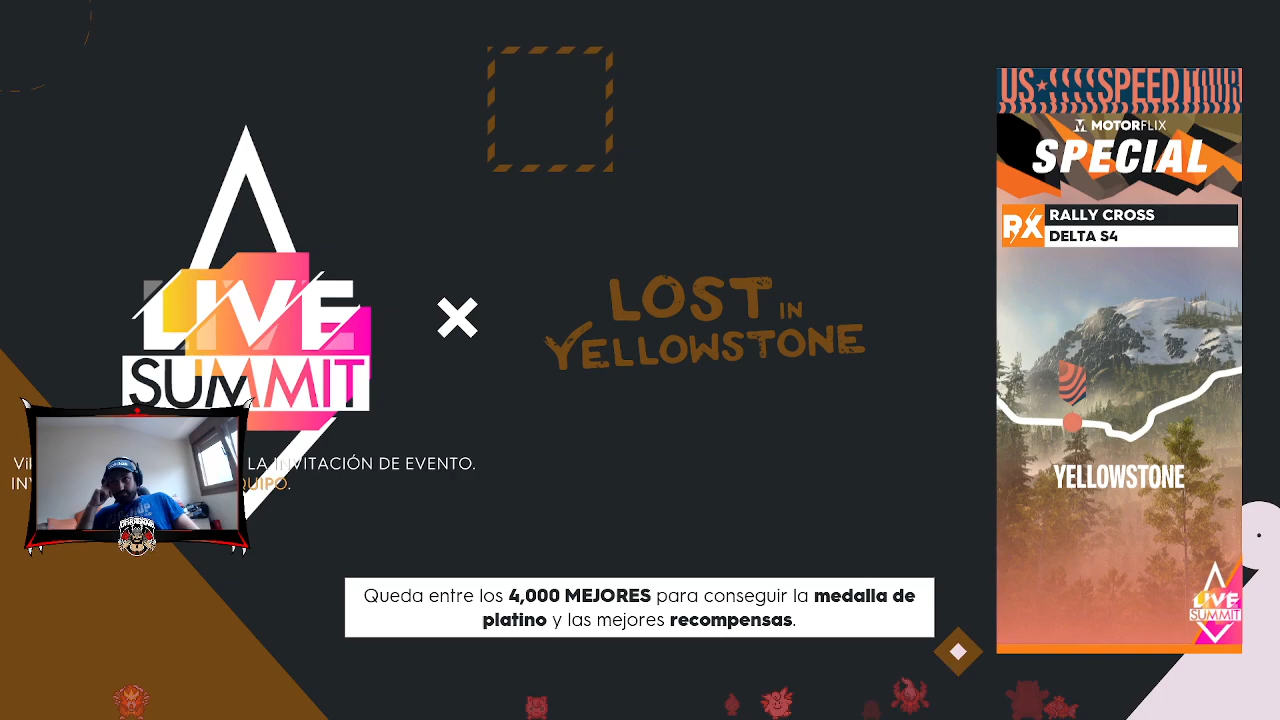 US SPEED TOUR
MOTORFLIX
SPECIAL
RX
RALLY CROSS
DELTA S4
LIVE
SUMMIT
LOST IN
YELLOWSTONE
LA INVITACIÓN DE EVENTO.
YELLOWSTONE
Queda entre los 4,000 MEJORES para conseguir la medalla de
platino y las mejores recompensas.
LIVE
SUMMIT